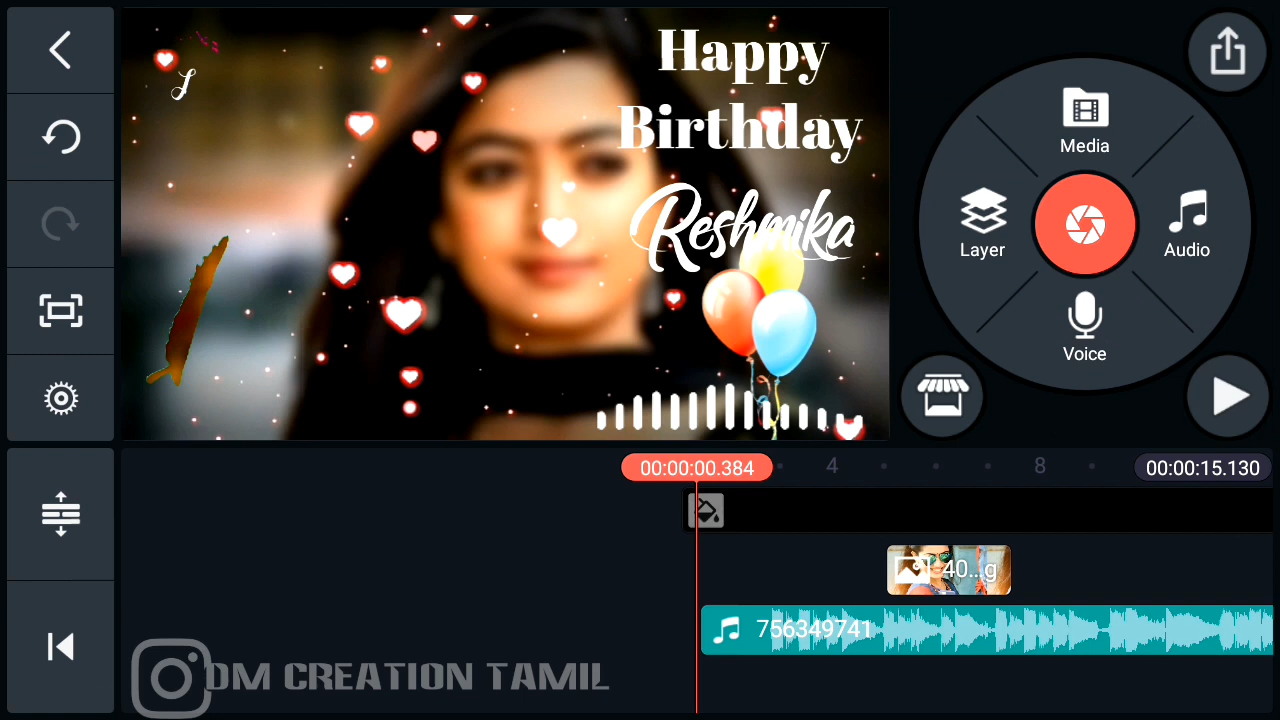 Happy
Birthday
Reshmika
Media
Layer
Audio
Voice
00:00:00.384
4
8
00:00:15.130
40...g
756349741
DM CREATION TAMIL